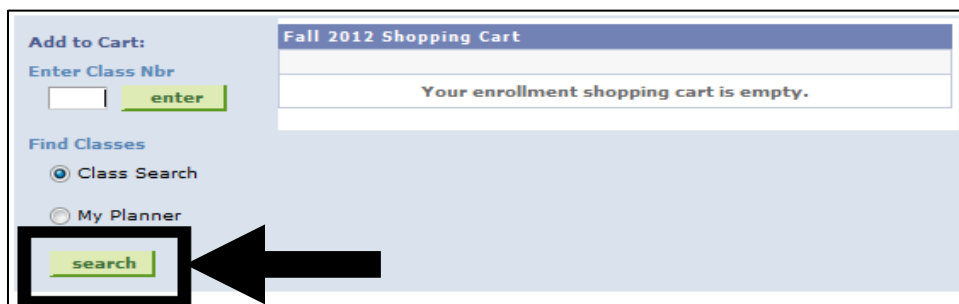 Add to Cart:
Enter Class Nbr
enter
Find Classes
Class Search
My Planner
search
Fall 2012 Shopping Cart
Your enrollment shopping cart is empty.